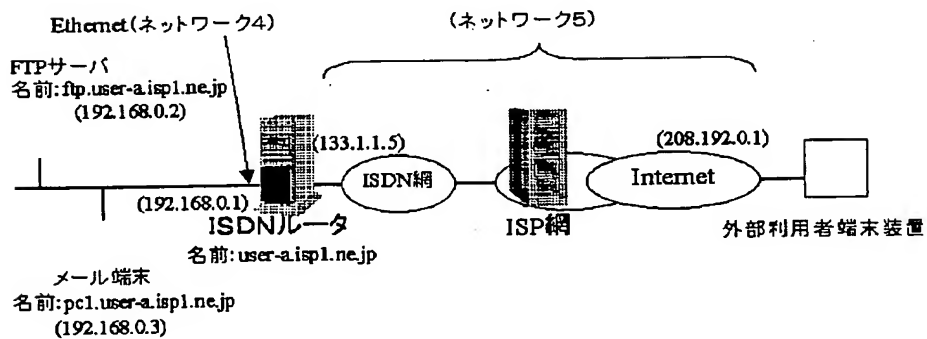 Ethernet(ネットワーク4)
(ネットワーク5)
FTPサーバ
名前:ftp.user-a.isp1.ne.jp
(192.168.0.2)
(133.1.1.5)
(208.192.0.1)
ISDN網
Internet
(192.168.0.1)
ISDNルータ
ISP網
外部利用者端末装置
名前:user-a.isp1.ne.jp
メール端末
名前:pc1.user-a.isp1.ne.jp
(192.168.0.3)